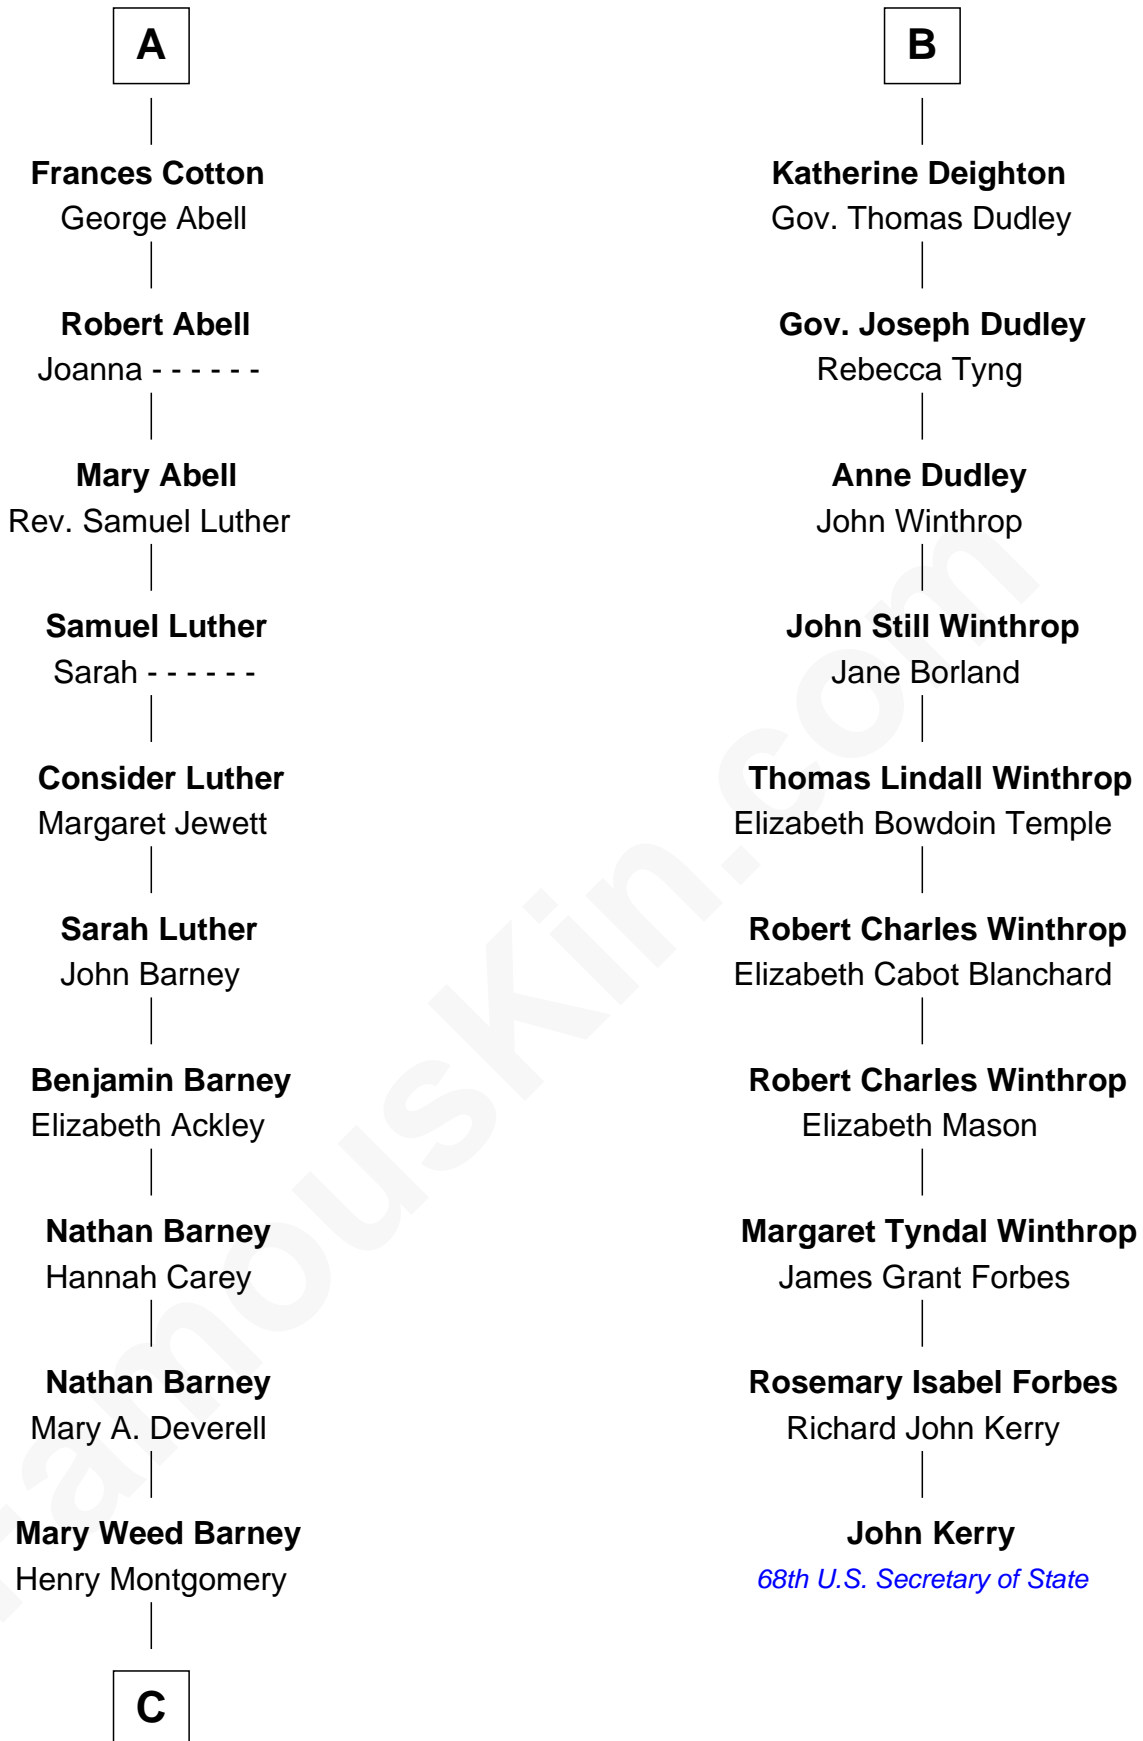 A
Frances Cotton
George Abell
Robert Abell
Joanna - - - - - -
Mary Abell
Rev. Samuel Luther
Samuel Luther
Sarah - - - - - -
Consider Luther
Margaret Jewett
Sarah Luther
John Barney
Benjamin Barney
Elizabeth Ackley
Nathan Barney
Hannah Carey
Nathan Barney
Mary A. Deverell
Mary Weed Barney
Henry Montgomery
C
B
Katherine Deighton
Gov. Thomas Dudley
Gov. Joseph Dudley
Rebecca Tyng
Anne Dudley
John Winthrop
John Still Winthrop
Jane Borland
Thomas Lindall Winthrop
Elizabeth Bowdoin Temple
Robert Charles Winthrop
Elizabeth Cabot Blanchard
Robert Charles Winthrop
Elizabeth Mason
Margaret Tyndal Winthrop
James Grant Forbes
Rosemary Isabel Forbes
Richard John Kerry
John Kerry
68th U.S. Secretary of State
FamousKin.com